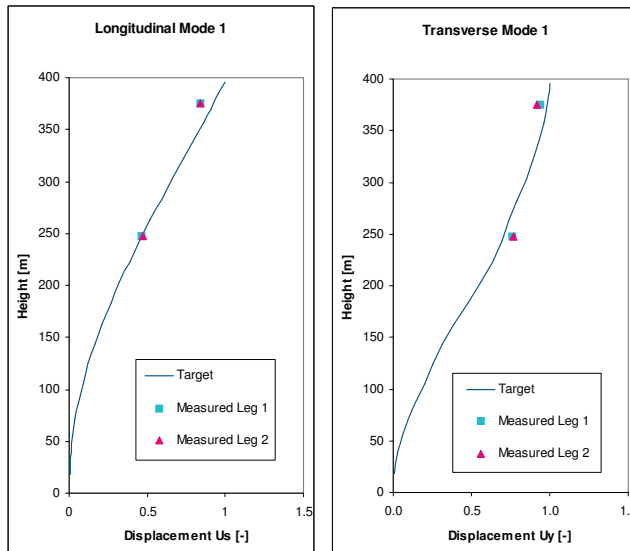 Longitudinal Mode 1
400
350
300
250
200
150
100
50
0
Height [m]
Target
Measured Leg 1
Measured Leg 2
0 0.5 1 1.5
Displacement Us [-]
Transverse Mode 1
400
350
300
250
200
150
100
50
0
Height [m]
Target
Measured Leg 1
Measured Leg 2
0.0 0.5 1.0 1.
Displacement Uy [-]